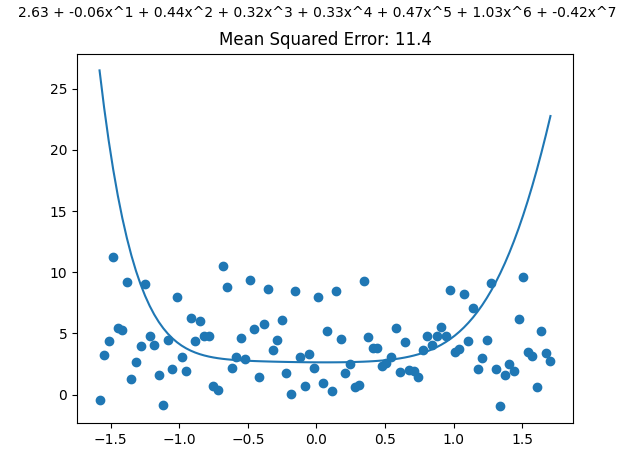 2.63 + -0.06x^1 + 0.44x^2 + 0.32x^3 + 0.33x^4 + 0.47x^5 + 1.03x^6 + -0.42x^7
Mean Squared Error: 11.4
25
20
15
10
5
0
−1.5 −1.0 −0.5 0.0 0.5 1.0 1.5